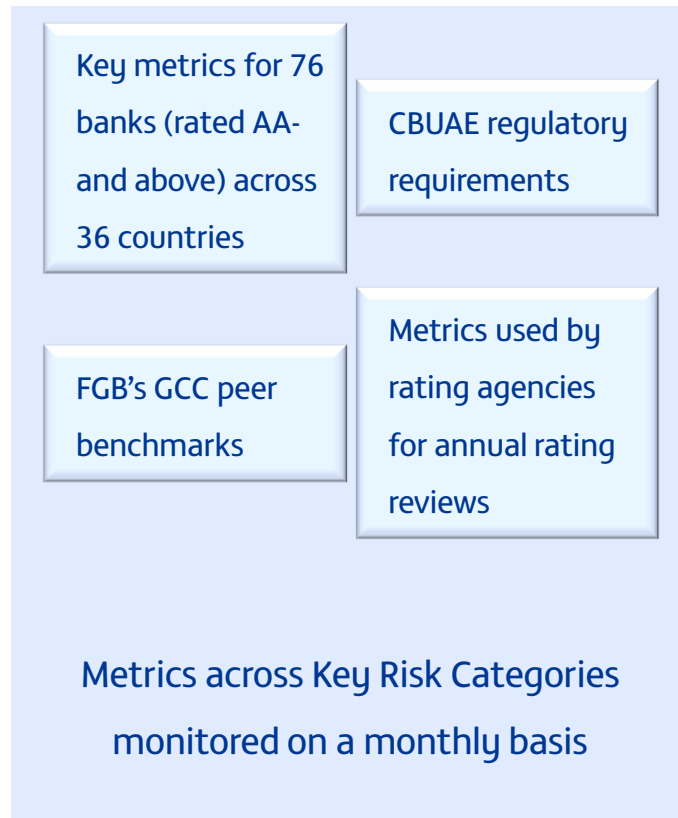 Key metrics for 76
banks (rated AA-
and above) across
36 countries
CBUAE regulatory
requirements
FGB’s GCC peer
benchmarks
Metrics used by
rating agencies
for annual rating
reviews
Metrics across Key Risk Categories
monitored on a monthly basis